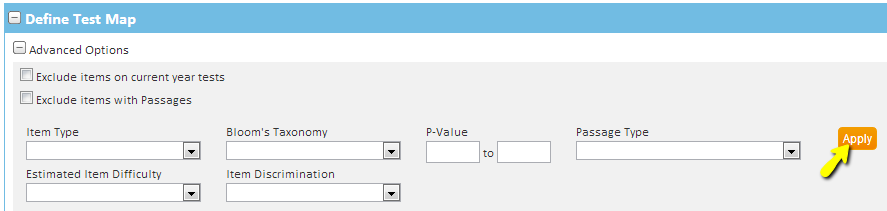 Define Test Map
Advanced Options
Exclude items on current year tests
Exclude items with Passages
Item Type Bloom's Taxonomy P-Value Passage Type
to Apply
Estimated Item Difficulty Item Discrimination